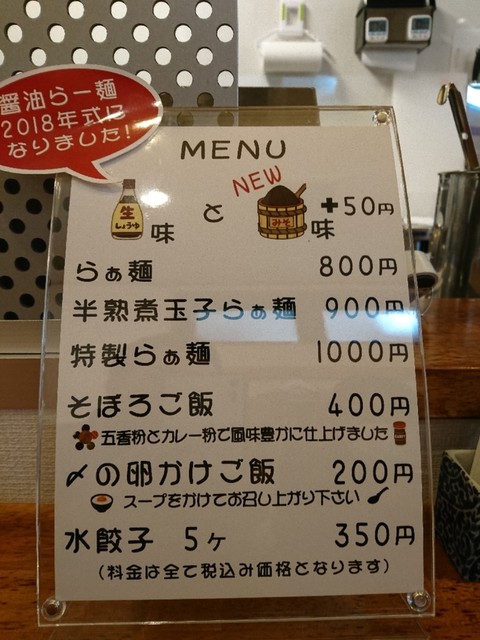 醤油らー麺
2018年式に
なりました!
MENU
NEW
生
しょうゆ
味
と
みそ
味
+50円
らぁ麺 800円
半熟煮玉子らぁ麺 900円
特製らぁ麺 1000円
そぼろご飯 400円
五香粉とカレー粉で風味豊かに仕上げました
〆の卵かけご飯 200円
スープをかけてお召し上がり下さい
水餃子 5ヶ 350円
(料金は全て税込み価格となります)